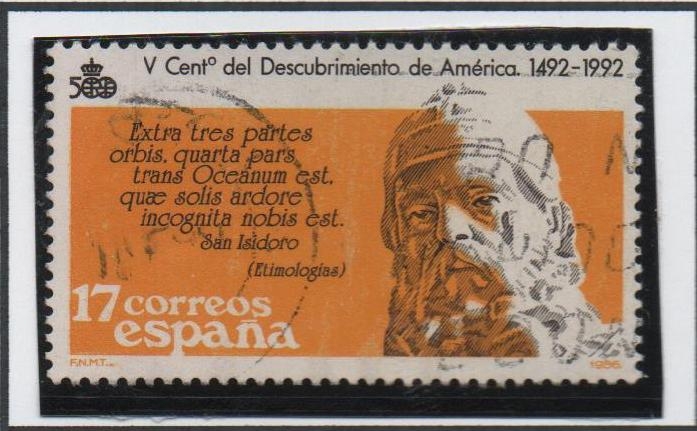 V Centº del Descubrimiento de América. 1492-1992
500
Extra tres partes
orbis, quarta pars
trans Oceanum est,
quæ solis ardore
incognita nobis est.
San Isidoro
(Etimologías)
17 correos
españa
F.N.M.T.
1986